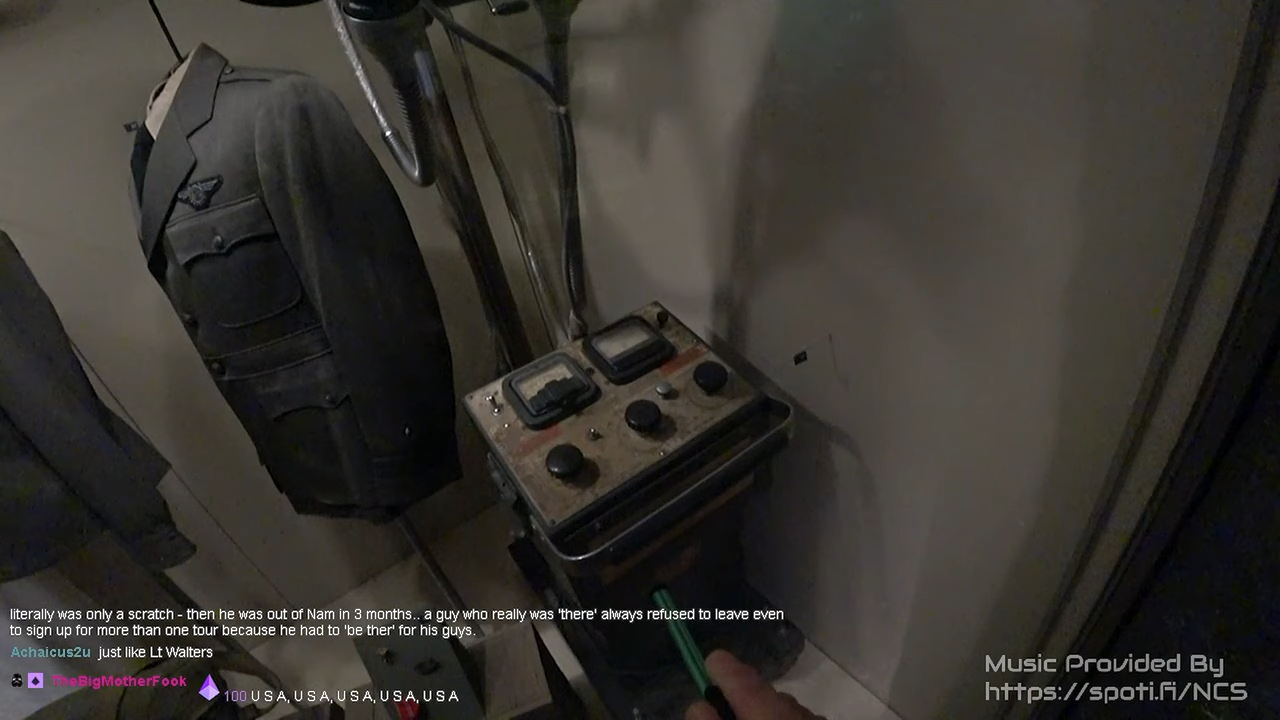 literally was only a scratch - then he was out of Nam in 3 months.. a guy who really was 'there' always refused to leave even
to sign up for more than one tour because he had to 'be ther' for his guys.
Achaicus2u just like Lt Walters
TheBigMotherFook 100 U S A, U S A, U S A, U S A, U S A
Music Provided By
https://spoti.fi/NCS